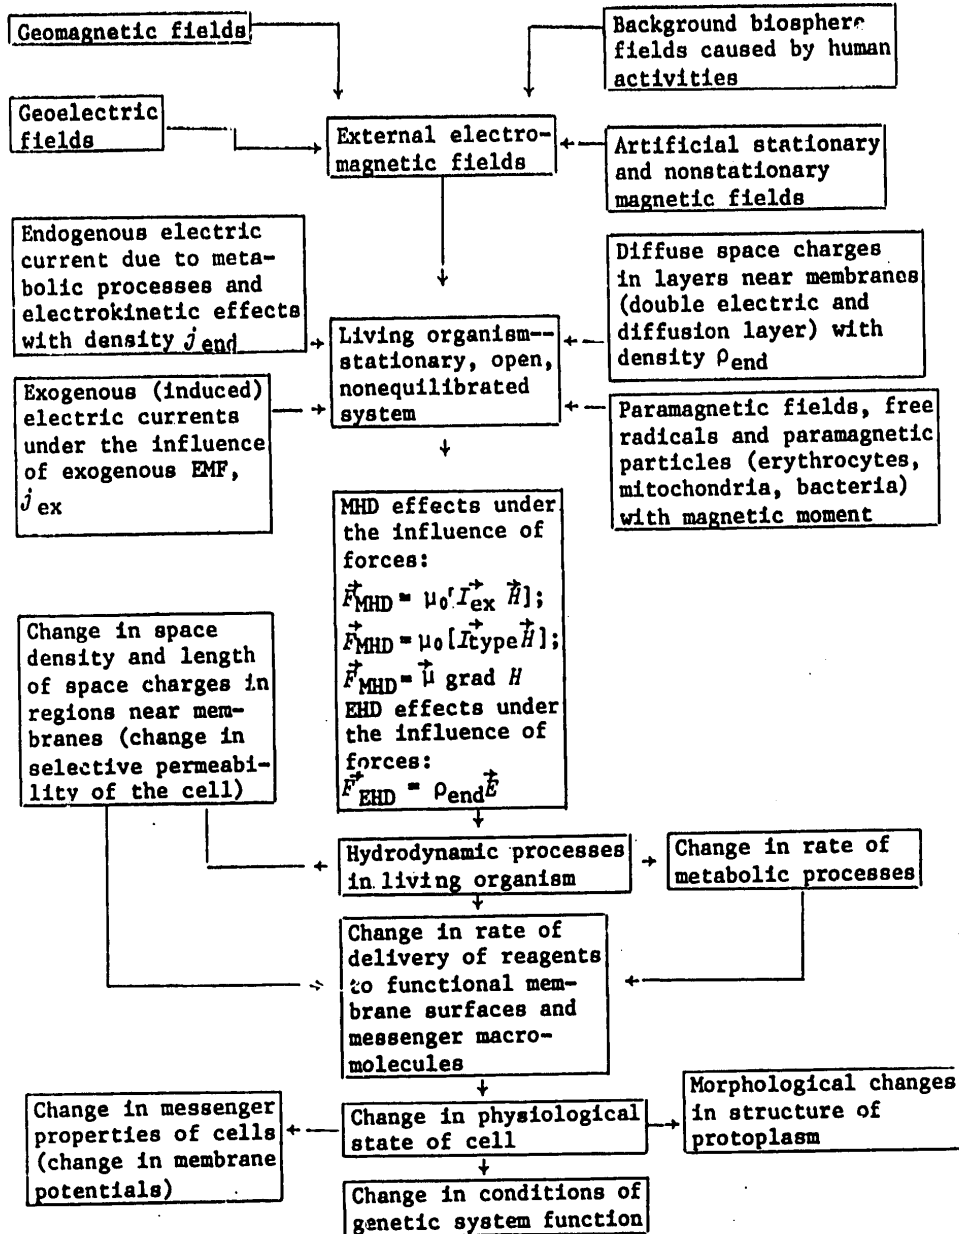 Geomagnetic fields
Background biosphere
fields caused by human
activities
Geoelectric
fields
External electro-
magnetic fields
Artificial stationary
and nonstationary
magnetic fields
Endogenous electric
current due to meta-
bolic processes and
electrokinetic effects
with density j end
Diffuse space charges
in layers near membranes
(double electric and
diffusion layer) with
density ρend
Living organism--
stationary, open,
nonequilibrated
system
Exogenous (induced)
electric currents
under the influence
of exogenous EMF,
j ex
Paramagnetic fields, free
radicals and paramagnetic
particles (erythrocytes,
mitochondria, bacteria)
with magnetic moment
MHD effects under
the influence of
forces:
F⃗MHD = μ0[I⃗ex H⃗];
F⃗MHD = μ0[I⃗type H⃗];
F⃗MHD = μ⃗ grad H
EHD effects under
the influence of
forces:
F⃗EHD = ρend E⃗
Change in space
density and length
of space charges in
regions near mem-
branes (change in
selective permeabi-
lity of the cell)
Hydrodynamic processes
in living organism
Change in rate of
metabolic processes
Change in rate of
delivery of reagents
to functional mem-
brane surfaces and
messenger macro-
molecules
Change in messenger
properties of cells
(change in membrane
potentials)
Change in physiological
state of cell
Morphological changes
in structure of
protoplasm
Change in conditions of
genetic system function